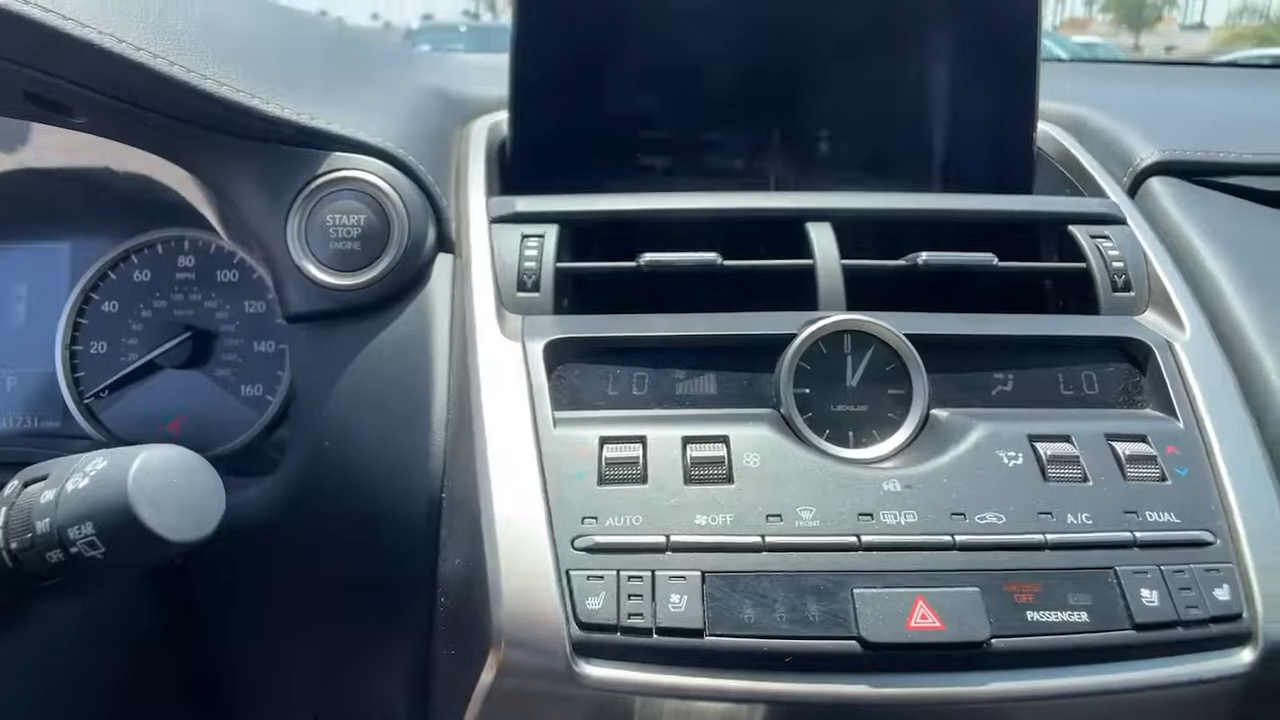 START
STOP
ENGINE
80
60
100
MPH
40
120
20
140
160
P
11731
LO
LO
LEXUS
AUTO
OFF
FRONT
A/C
DUAL
ON
INT
REAR
OFF
OFF
PASSENGER